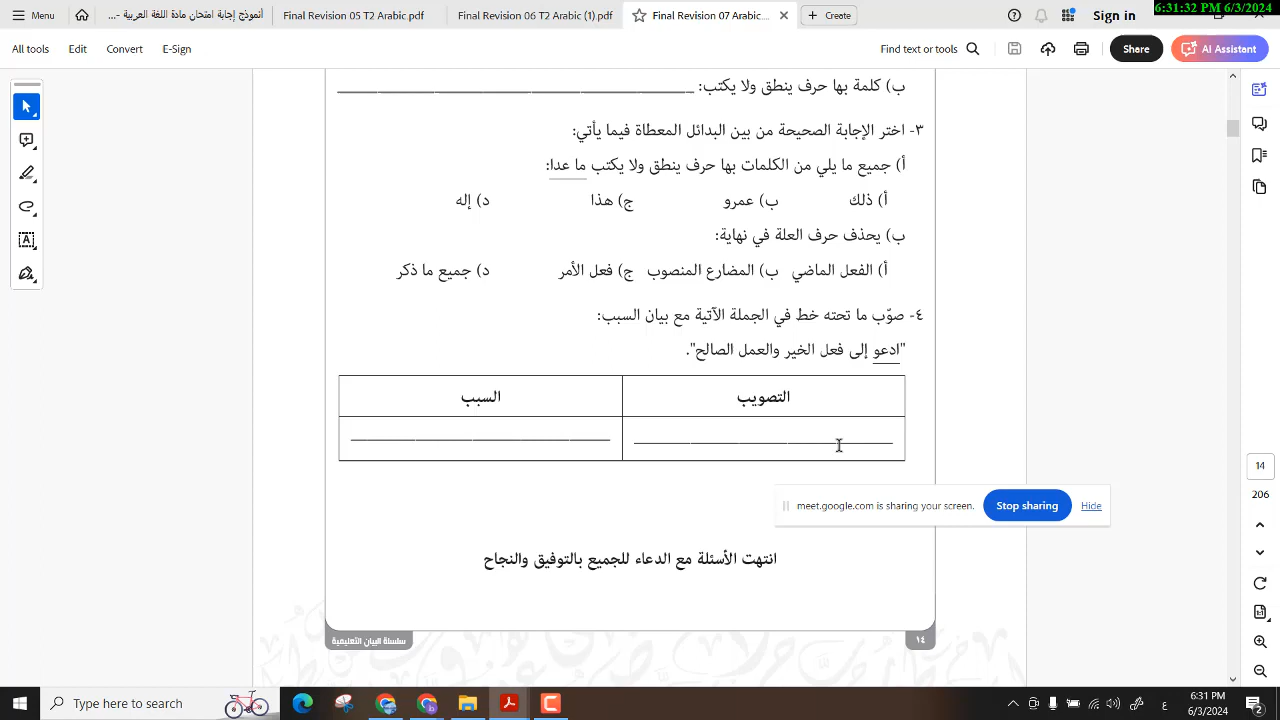 Menu
نموذج إجابة امتحان مادة اللغة العربية -...
Final Revision 05 T2 Arabic.pdf
Final Revision 06 T2 Arabic (1).pdf
Final Revision 07 Arabic....
Create
Sign in
6:31:32 PM 6/3/2024
All tools
Edit
Convert
E-Sign
Find text or tools
Share
AI Assistant
ب) كلمة بها حرف ينطق ولا يكتب:
٣- اختر الإجابة الصحيحة من بين البدائل المعطاة فيما يأتي:
أ) جميع ما يلي من الكلمات بها حرف ينطق ولا يكتب ما عدا:
أ) ذلك ب) عمرو ج) هذا د) إله
ب) يحذف حرف العلة في نهاية:
أ) الفعل الماضي ب) المضارع المنصوب ج) فعل الأمر د) جميع ما ذكر
٤- صوّب ما تحته خط في الجملة الآتية مع بيان السبب:
"ادعو إلى فعل الخير والعمل الصالح".
التصويب السبب
meet.google.com is sharing your screen.
Stop sharing
Hide
انتهت الأسئلة مع الدعاء للجميع بالتوفيق والنجاح
١٤
سلسلة البيان التعليمية
14
206
Type here to search
ع
6:31 PM
6/3/2024
2